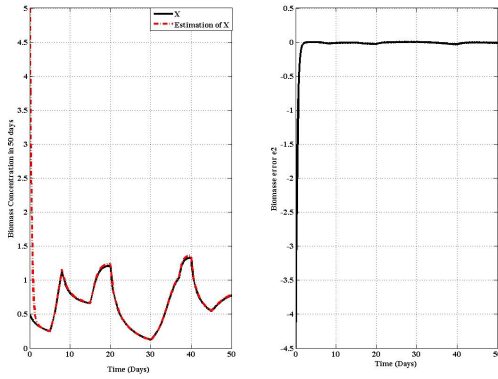 X
Estimation of X
Biomass Concentration in 50 days
5
4.5
4
3.5
3
2.5
2
1.5
1
0.5
0
0 10 20 30 40 50
Time (Days)
Biomasse error e2
0.5
0
-0.5
-1
-1.5
-2
-2.5
-3
-3.5
-4
-4.5
0 10 20 30 40 50
Time (Days)